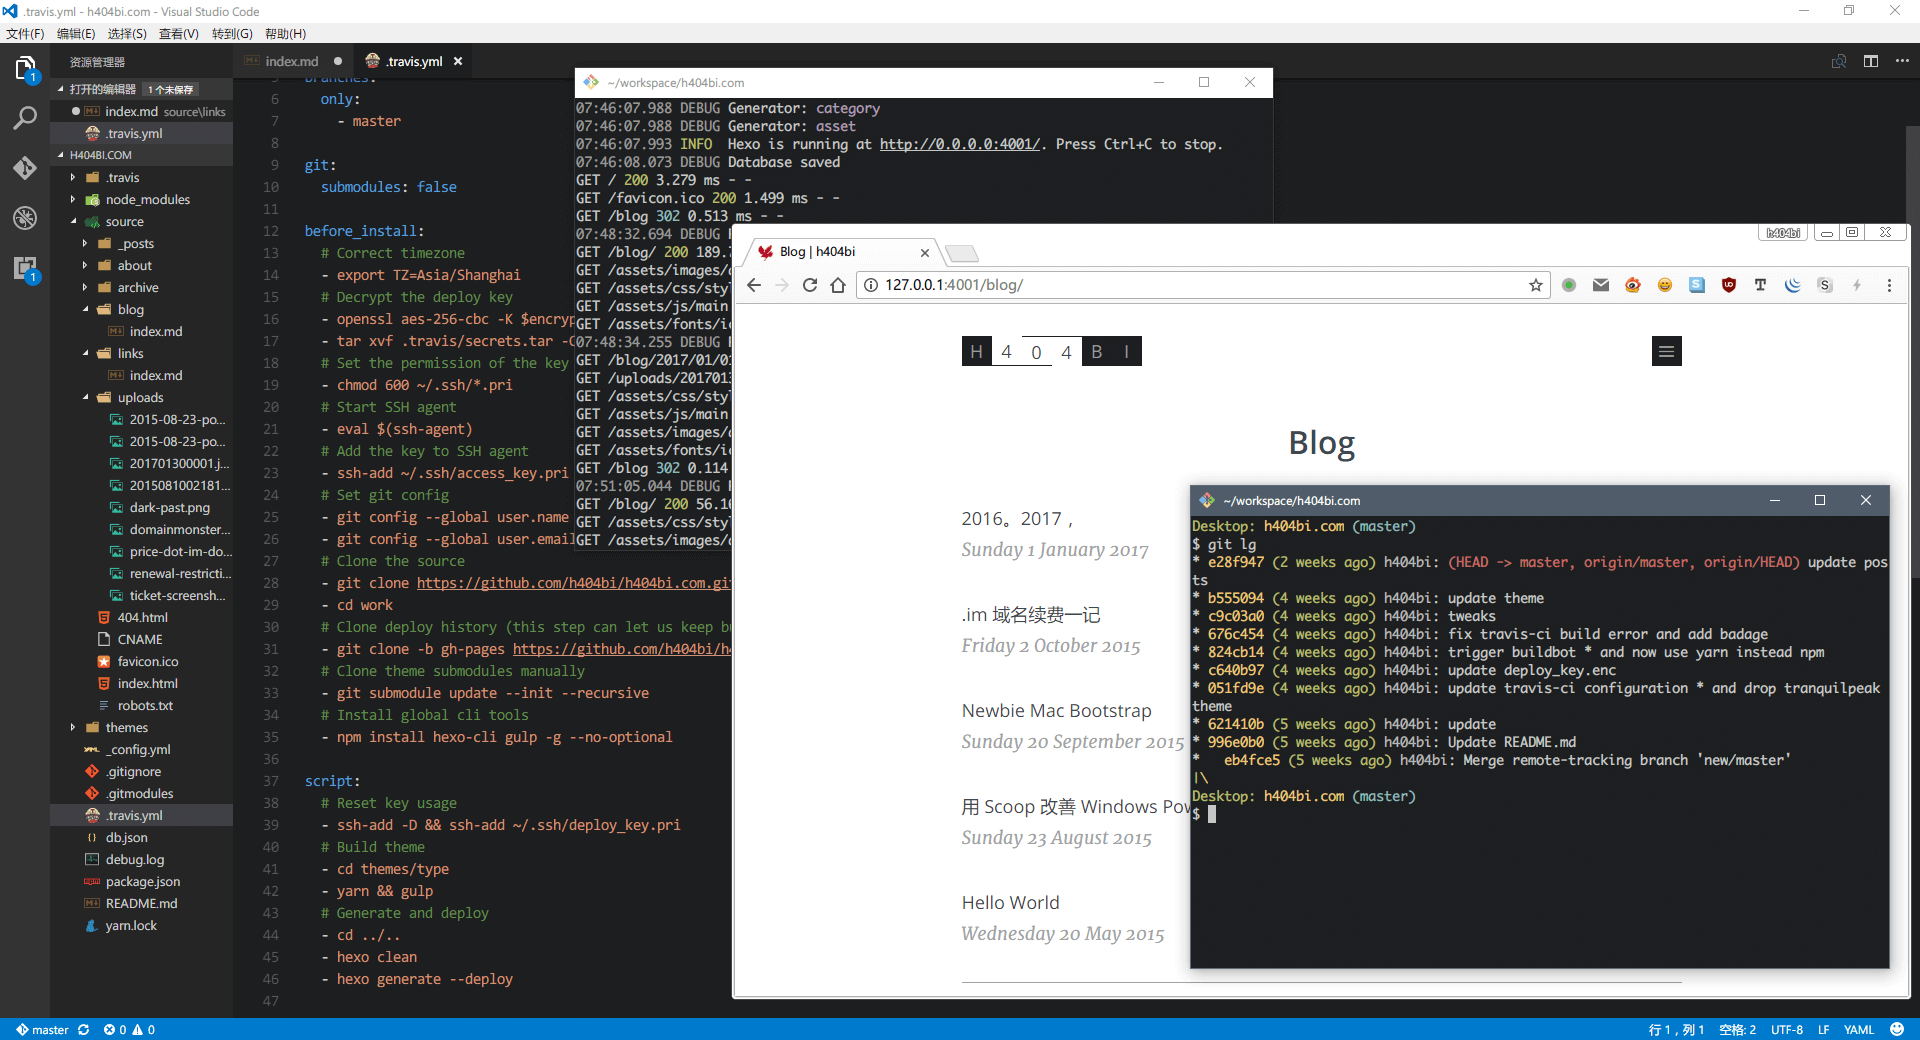 .travis.yml - h404bi.com - Visual Studio Code
文件(F) 编辑(E) 选择(S) 查看(V) 转到(G) 帮助(H)
资源管理器
打开的编辑器 1 个未保存
index.md source\links
.travis.yml
H404BI.COM
.travis
node_modules
source
_posts
about
archive
blog
index.md
links
index.md
uploads
2015-08-23-po...
2015-08-23-po...
201701300001.j...
2015081002181...
dark-past.png
domainmonster...
price-dot-im-do...
renewal-restricti...
ticket-screensh...
404.html
CNAME
favicon.ico
index.html
robots.txt
themes
_config.yml
.gitignore
.gitmodules
.travis.yml
db.json
debug.log
package.json
README.md
yarn.lock
index.md .travis.yml
5 branches:
6 only:
7 - master
8
9 git:
10 submodules: false
11
12 before_install:
13 # Correct timezone
14 - export TZ=Asia/Shanghai
15 # Decrypt the deploy key
16 - openssl aes-256-cbc -K $encryp
17 - tar xvf .travis/secrets.tar -C
18 # Set the permission of the key
19 - chmod 600 ~/.ssh/*.pri
20 # Start SSH agent
21 - eval $(ssh-agent)
22 # Add the key to SSH agent
23 - ssh-add ~/.ssh/access_key.pri
24 # Set git config
25 - git config --global user.name
26 - git config --global user.email
27 # Clone the source
28 - git clone https://github.com/h404bi/h404bi.com.gi
29 - cd work
30 # Clone deploy history (this step can let us keep bu
31 - git clone -b gh-pages https://github.com/h404bi/h4
32 # Clone theme submodules manually
33 - git submodule update --init --recursive
34 # Install global cli tools
35 - npm install hexo-cli gulp -g --no-optional
36
37 script:
38 # Reset key usage
39 - ssh-add -D && ssh-add ~/.ssh/deploy_key.pri
40 # Build theme
41 - cd themes/type
42 - yarn && gulp
43 # Generate and deploy
44 - cd ../..
45 - hexo clean
46 - hexo generate --deploy
47
~/workspace/h404bi.com
07:46:07.988 DEBUG Generator: category
07:46:07.988 DEBUG Generator: asset
07:46:07.993 INFO Hexo is running at http://0.0.0.0:4001/. Press Ctrl+C to stop.
07:46:08.073 DEBUG Database saved
GET / 200 3.279 ms - -
GET /favicon.ico 200 1.499 ms - -
GET /blog 302 0.513 ms - -
07:48:32.694 DEBUG
GET /blog/ 200 189.
GET /assets/images/
GET /assets/css/sty
GET /assets/js/main
GET /assets/fonts/i
07:48:34.255 DEBUG
GET /blog/2017/01/0
GET /uploads/201701
GET /assets/css/sty
GET /assets/js/main
GET /assets/images/
GET /assets/fonts/i
GET /blog 302 0.114
07:51:05.044 DEBUG
GET /blog/ 200 56.1
GET /assets/css/sty
GET /assets/images/
h404bi
Blog | h404bi
127.0.0.1:4001/blog/
H 4 0 4 B I
Blog
2016。2017，
Sunday 1 January 2017
.im 域名续费一记
Friday 2 October 2015
Newbie Mac Bootstrap
Sunday 20 September 2015
用 Scoop 改善 Windows Pow
Sunday 23 August 2015
Hello World
Wednesday 20 May 2015
~/workspace/h404bi.com
Desktop: h404bi.com (master)
$ git lg
* e28f947 (2 weeks ago) h404bi: (HEAD -> master, origin/master, origin/HEAD) update pos
ts
* b555094 (4 weeks ago) h404bi: update theme
* c9c03a0 (4 weeks ago) h404bi: tweaks
* 676c454 (4 weeks ago) h404bi: fix travis-ci build error and add badage
* 824cb14 (4 weeks ago) h404bi: trigger buildbot * and now use yarn instead npm
* c640b97 (4 weeks ago) h404bi: update deploy_key.enc
* 051fd9e (4 weeks ago) h404bi: update travis-ci configuration * and drop tranquilpeak
theme
* 621410b (5 weeks ago) h404bi: update
* 996e0b0 (5 weeks ago) h404bi: Update README.md
* eb4fce5 (5 weeks ago) h404bi: Merge remote-tracking branch 'new/master'
|\
Desktop: h404bi.com (master)
$
master 0 0
行 1，列 1 空格: 2 UTF-8 LF YAML